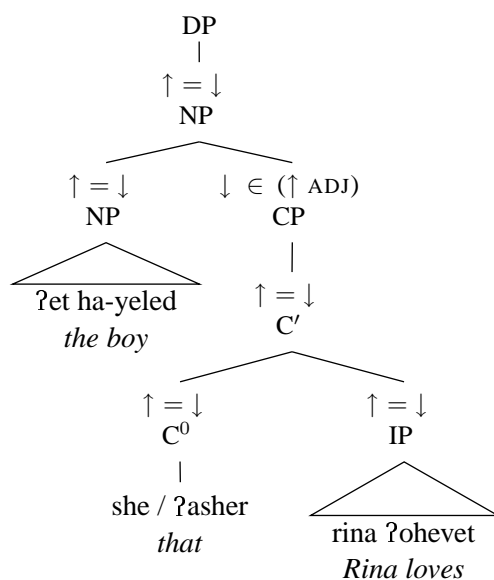 DP
↑ = ↓
NP
↑ = ↓ ↓ ∈ (↑ ADJ)
NP CP
ʔet ha-yeled
the boy
↑ = ↓
C′
↑ = ↓ ↑ = ↓
C⁰ IP
she / ʔasher rina ʔohevet
that Rina loves